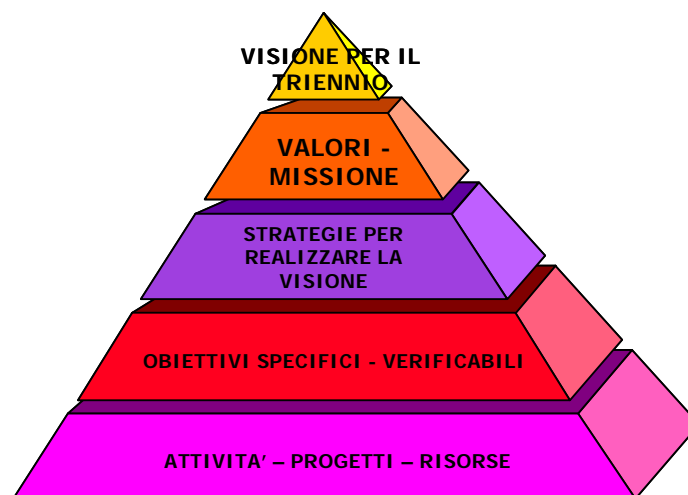 VISIONE PER IL
TRIENNIO
VALORI -
MISSIONE
STRATEGIE PER
REALIZZARE LA
VISIONE
OBIETTIVI SPECIFICI - VERIFICABILI
ATTIVITA’ – PROGETTI – RISORSE